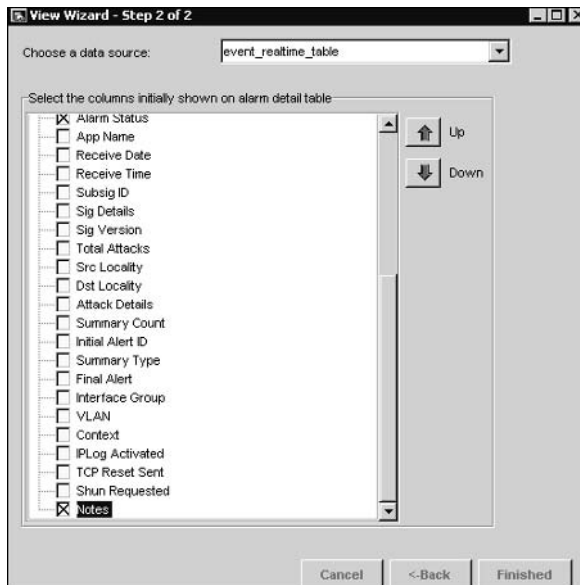 View Wizard - Step 2 of 2
Choose a data source: event_realtime_table
Select the columns initially shown on alarm detail table
Alarm Status
App Name
Receive Date
Receive Time
Subsig ID
Sig Details
Sig Version
Total Attacks
Src Locality
Dst Locality
Attack Details
Summary Count
Initial Alert ID
Summary Type
Final Alert
Interface Group
VLAN
Context
IPLog Activated
TCP Reset Sent
Shun Requested
Notes
Up
Down
Cancel <-Back Finished